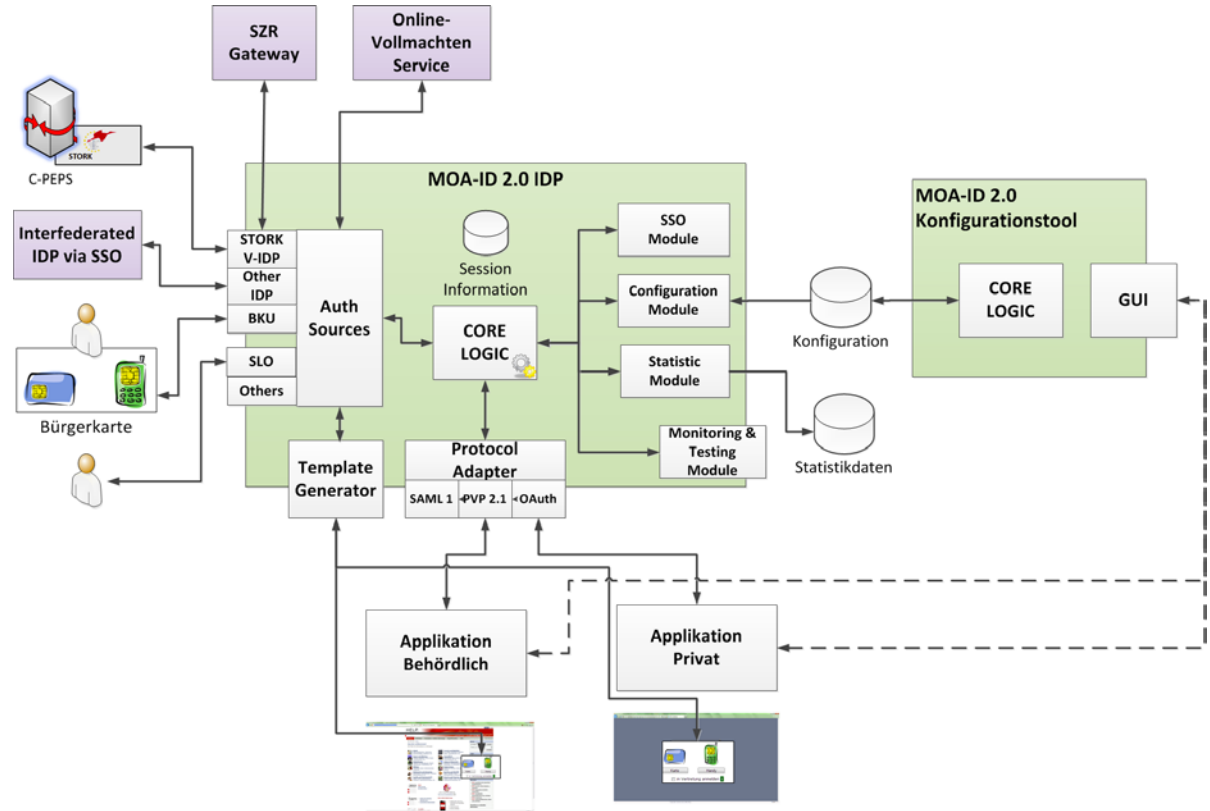 SZR
Gateway
Online-
Vollmachten
Service
STORK
C-PEPS
MOA-ID 2.0 IDP
MOA-ID 2.0
Konfigurationstool
Interfederated
IDP via SSO
STORK
V-IDP
Other
IDP
BKU
SLO
Others
Auth
Sources
Session
Information
CORE
LOGIC
SSO
Module
Configuration
Module
Statistic
Module
Monitoring &
Testing
Module
Konfiguration
Statistikdaten
CORE
LOGIC
GUI
Bürgerkarte
Template
Generator
Protocol
Adapter
SAML 1
PVP 2.1
OAuth
Applikation
Behördlich
Applikation
Privat
HELP